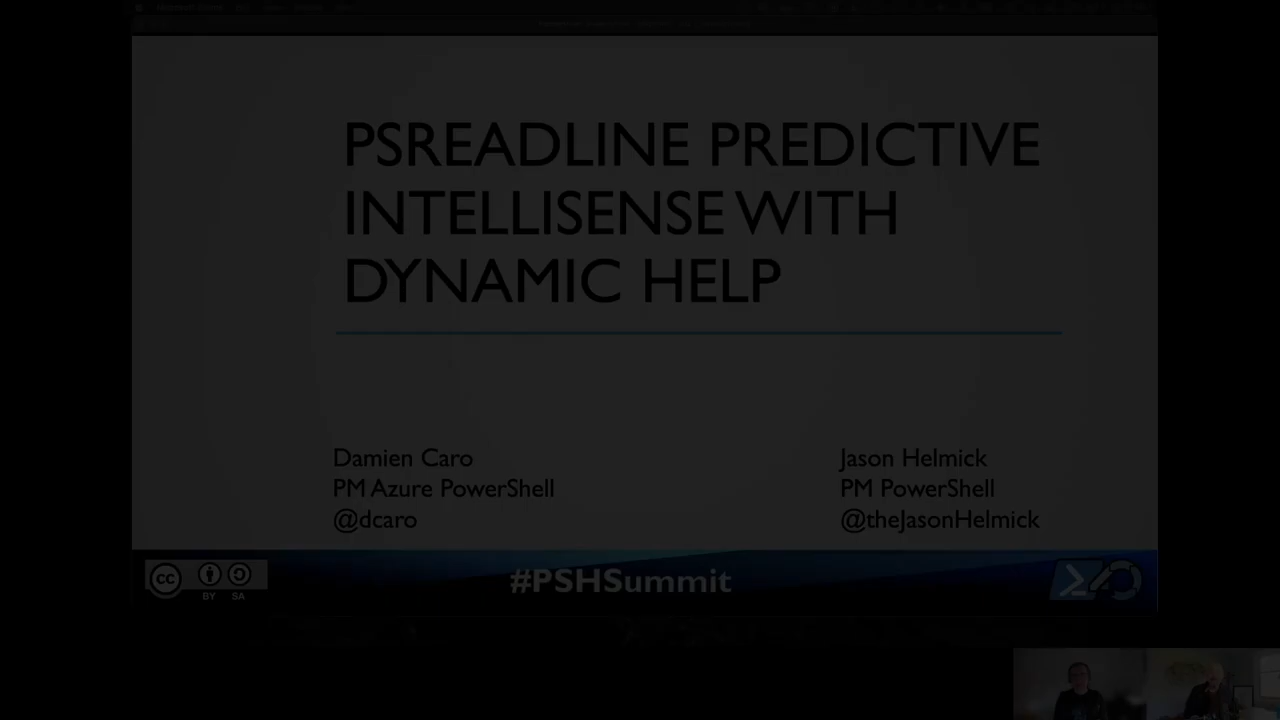 PSREADLINE PREDICTIVE
INTELLISENSE WITH
DYNAMIC HELP
Damien Caro
PM Azure PowerShell
@dcaro
Jason Helmick
PM PowerShell
@theJasonHelmick
cc
BY SA
#PSHSummit